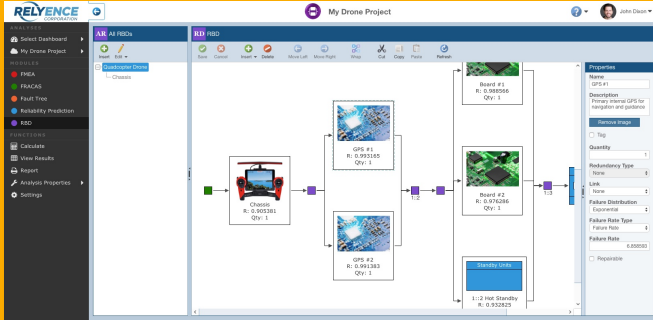 RELYENCE
CORPORATION
My Drone Project
John Dixon
ANALYSES
Select Dashboard
My Drone Project
MODULES
FMEA
FRACAS
Fault Tree
Reliability Prediction
RBD
FUNCTIONS
Calculate
View Results
Report
Analysis Properties
Settings
AR All RBDs
Insert Edit
Quadcopter Drone
Chassis
RD RBD
Save Cancel Insert Delete Move Left Move Right Wrap Cut Copy Paste Refresh
Chassis
R: 0.905381
Qty: 1
GPS #1
R: 0.993165
Qty: 1
GPS #2
R: 0.991383
Qty: 1
1::2
Board #1
R: 0.988566
Qty: 1
Board #2
R: 0.976286
Qty: 1
Standby Units
1::2 Hot Standby
R: 0.932825
1::3
Properties
Name
GPS #1
Description
Primary internal GPS for
navigation and guidance
Remove Image
Tag
Quantity
1
Redundancy Type
None
Link
None
Failure Distribution
Exponential
Failure Rate Type
Failure Rate
Failure Rate
Repairable